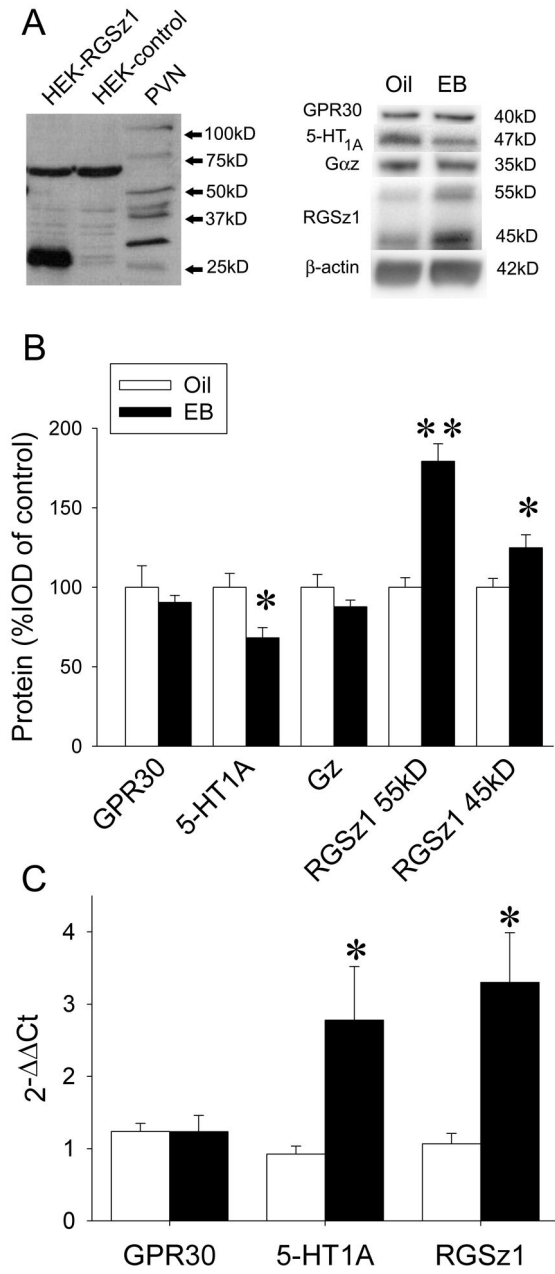 A
HEK-RGSz1
HEK-control
PVN
100kD
75kD
50kD
37kD
25kD
Oil EB
GPR30 40kD
5-HT1A 47kD
Gαz 35kD
55kD
RGSz1
45kD
β-actin 42kD
B
Oil
EB
Protein (%IOD of control)
200
150
100
50
0
* *
*
*
GPR30
5-HT1A
Gz
RGSz1 55kD
RGSz1 45kD
C
2-ΔΔCt
4
3
2
1
0
*
*
GPR30 5-HT1A RGSz1